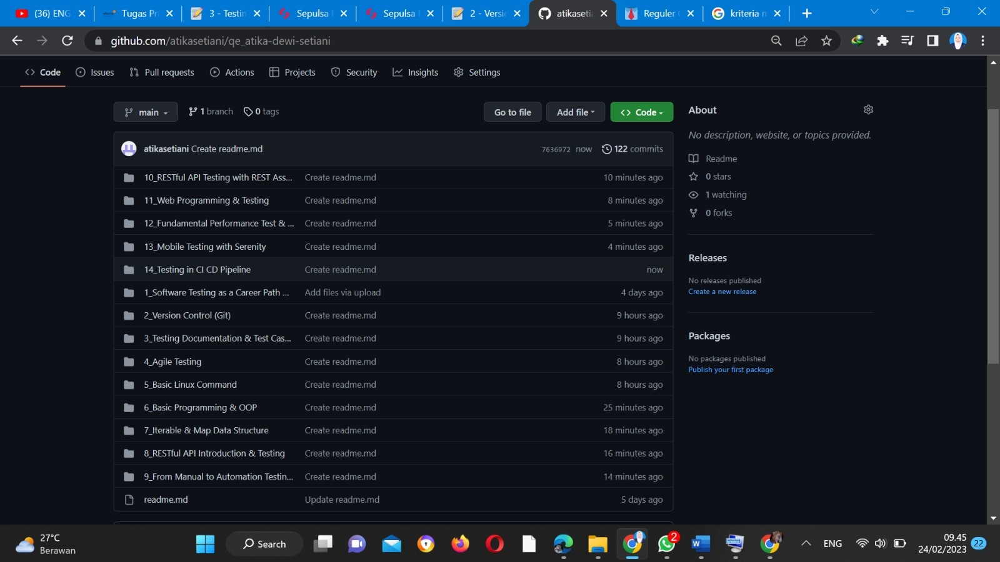 (36) ENG
Tugas Pr
3 - Testin
Sepulsa
Sepulsa
2 - Versi
atikasetia
Reguler
kriteria m
github.com/atikasetiani/qe_atika-dewi-setiani
Code
Issues
Pull requests
Actions
Projects
Security
Insights
Settings
main
1 branch
0 tags
Go to file
Add file
Code
atikasetiani Create readme.md
7636972 now
122 commits
10_RESTful API Testing with REST Ass... Create readme.md 10 minutes ago
11_Web Programming & Testing Create readme.md 8 minutes ago
12_Fundamental Performance Test & ... Create readme.md 5 minutes ago
13_Mobile Testing with Serenity Create readme.md 4 minutes ago
14_Testing in CI CD Pipeline Create readme.md now
1_Software Testing as a Career Path ... Add files via upload 4 days ago
2_Version Control (Git) Create readme.md 9 hours ago
3_Testing Documentation & Test Cas... Create readme.md 9 hours ago
4_Agile Testing Create readme.md 8 hours ago
5_Basic Linux Command Create readme.md 8 hours ago
6_Basic Programming & OOP Create readme.md 25 minutes ago
7_Iterable & Map Data Structure Create readme.md 18 minutes ago
8_RESTful API Introduction & Testing Create readme.md 16 minutes ago
9_From Manual to Automation Testin... Create readme.md 14 minutes ago
readme.md Update readme.md 5 days ago
About
No description, website, or topics provided.
Readme
0 stars
1 watching
0 forks
Releases
No releases published
Create a new release
Packages
No packages published
Publish your first package
27°C
Berawan
Search
2
ENG
09.45
24/02/2023
22